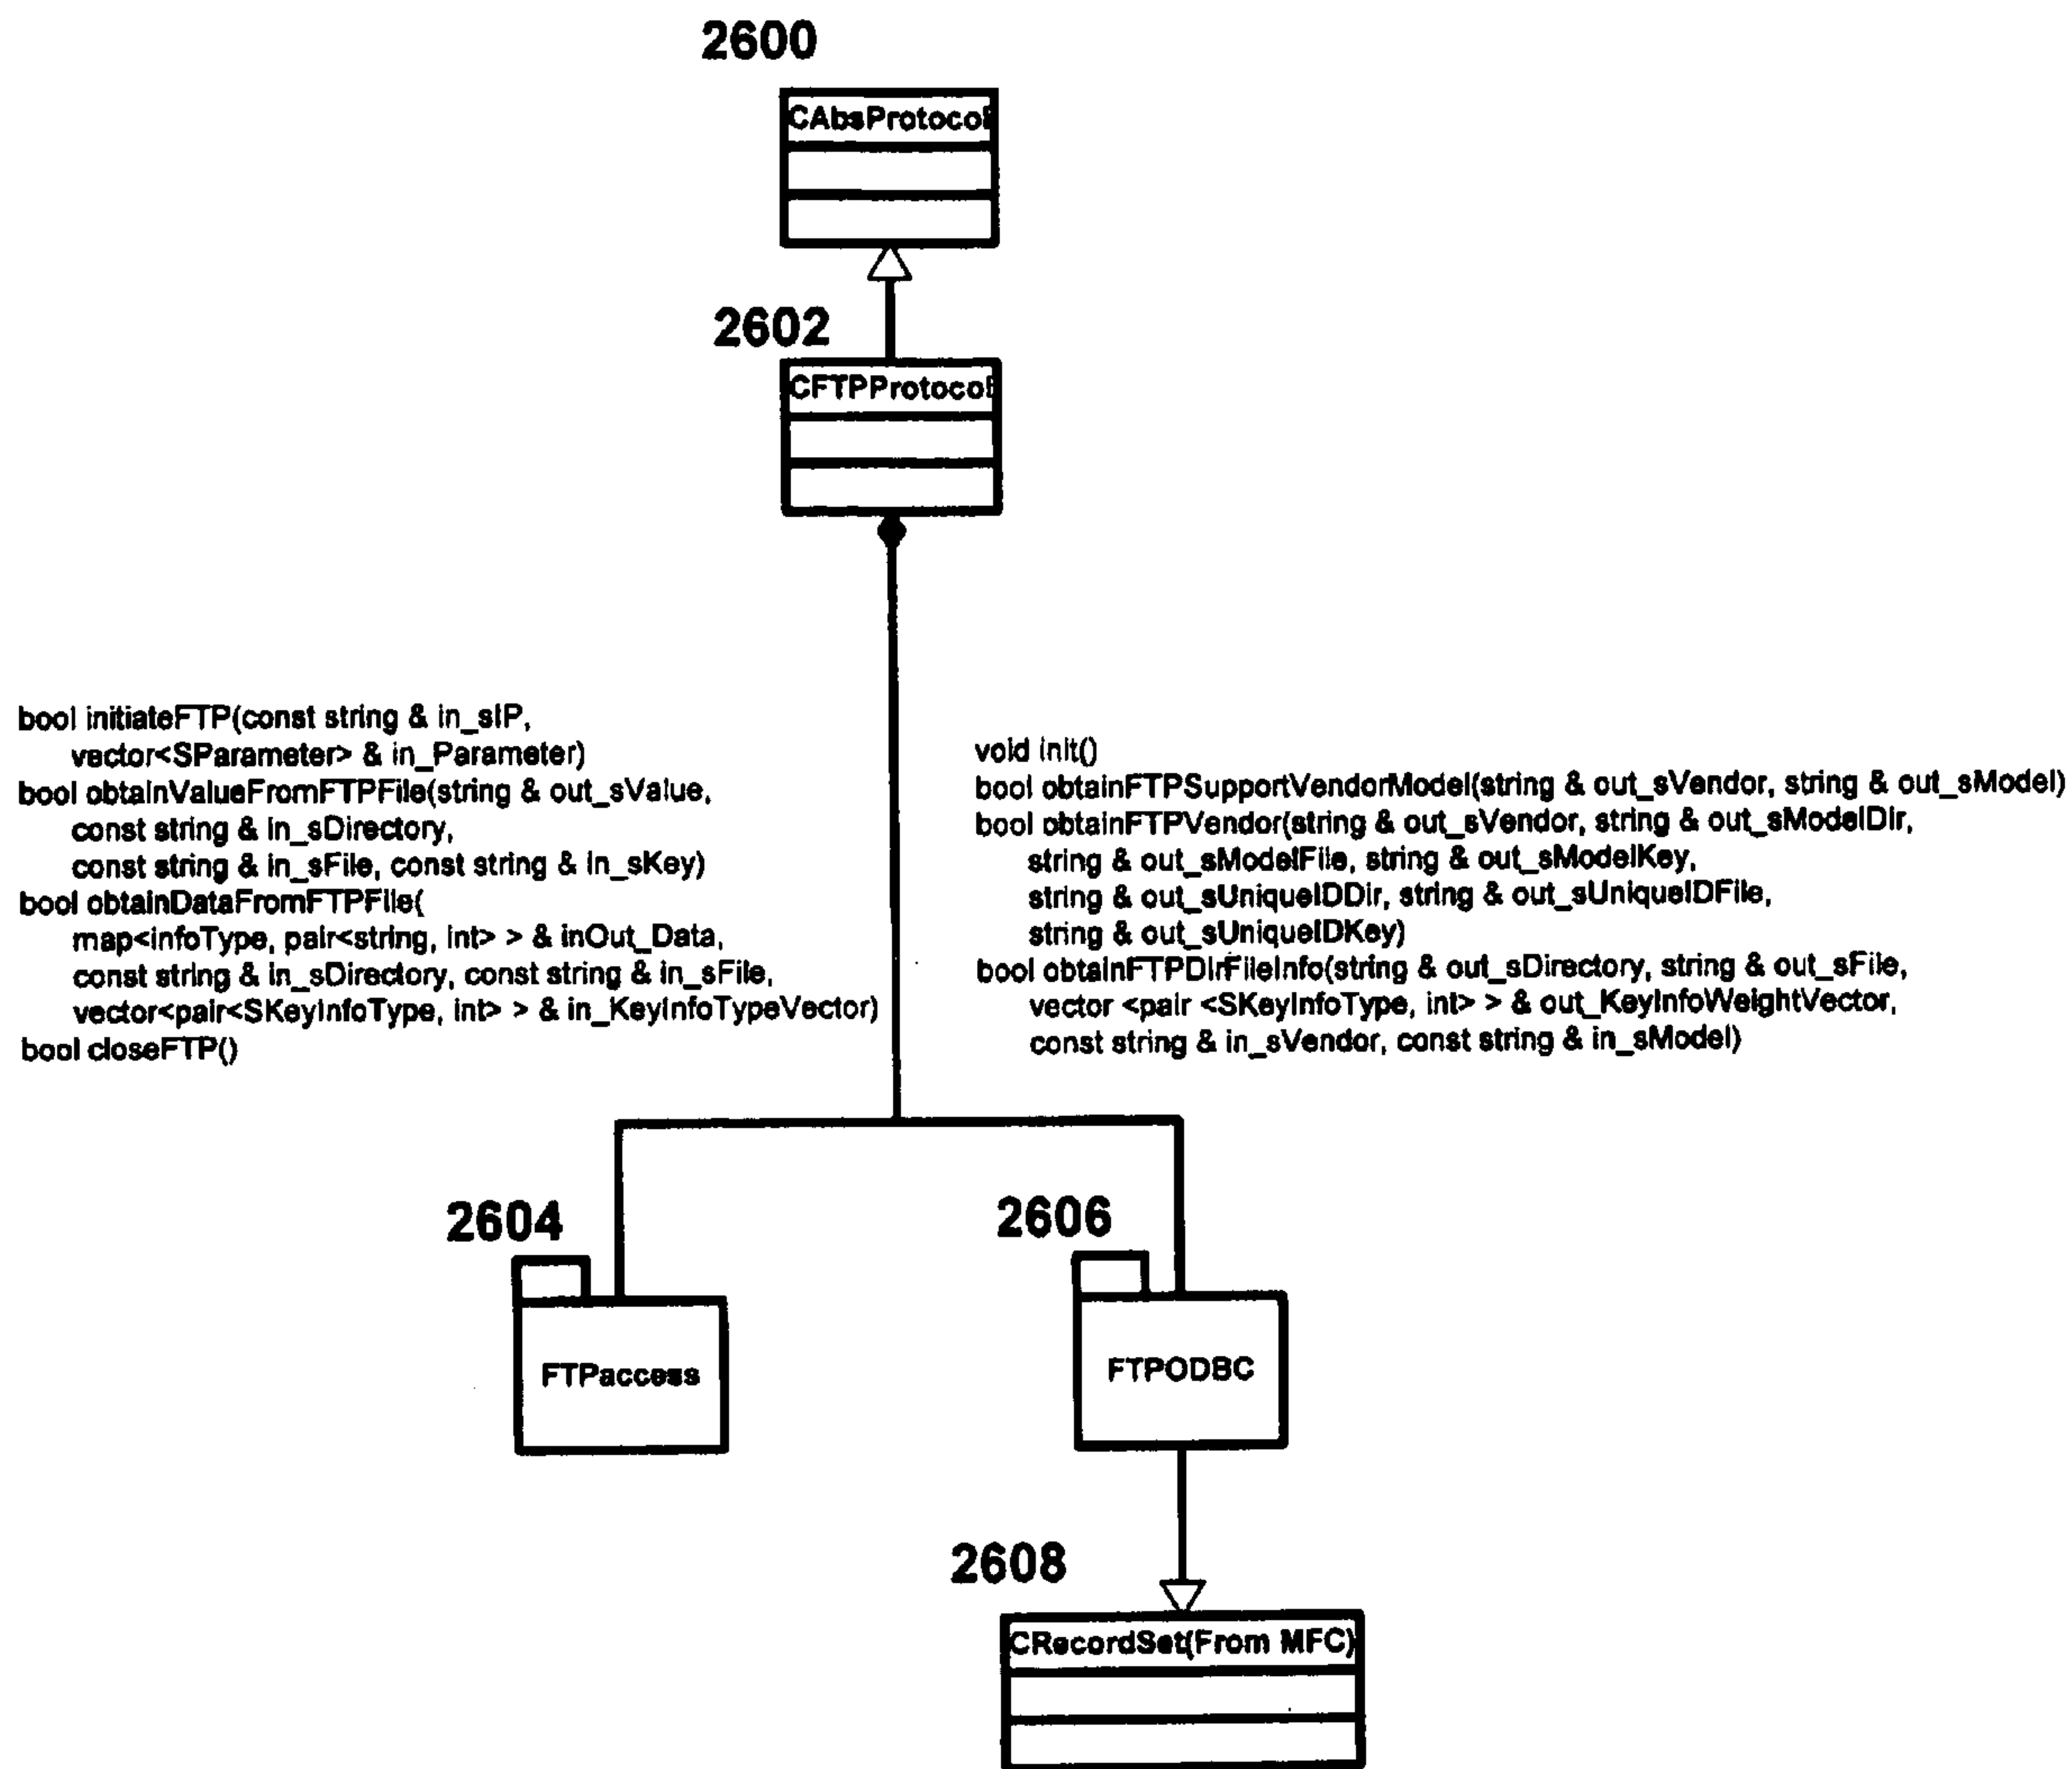 2600
CAbsProtocol
2602
CFTPProtocol
bool initiateFTP(const string & in_sIP,
vector<SParameter> & in_Parameter)
bool obtainValueFromFTPFile(string & out_sValue,
const string & in_sDirectory,
const string & in_sFile, const string & in_sKey)
bool obtainDataFromFTPFile(
map<infoType, pair<string, int> > & inOut_Data,
const string & in_sDirectory, const string & in_sFile,
vector<pair<SKeyInfoType, int> > & in_KeyInfoTypeVector)
bool closeFTP()
void init()
bool obtainFTPSupportVendorModel(string & out_sVendor, string & out_sModel)
bool obtainFTPVendor(string & out_sVendor, string & out_sModelDir,
string & out_sModelFile, string & out_sModelKey,
string & out_sUniqueIDDir, string & out_sUniqueIDFile,
string & out_sUniqueIDKey)
bool obtainFTPDirFileInfo(string & out_sDirectory, string & out_sFile,
vector <pair <SKeyInfoType, int> > & out_KeyInfoWeightVector,
const string & in_sVendor, const string & in_sModel)
2604
FTPaccess
2606
FTPODBC
2608
CRecordSet(From MFC)